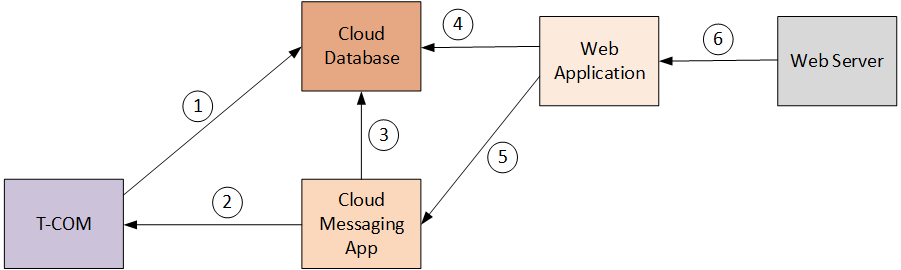 Cloud
Database
4
Web
Application
6
Web Server
1
3
5
T-COM
2
Cloud
Messaging
App